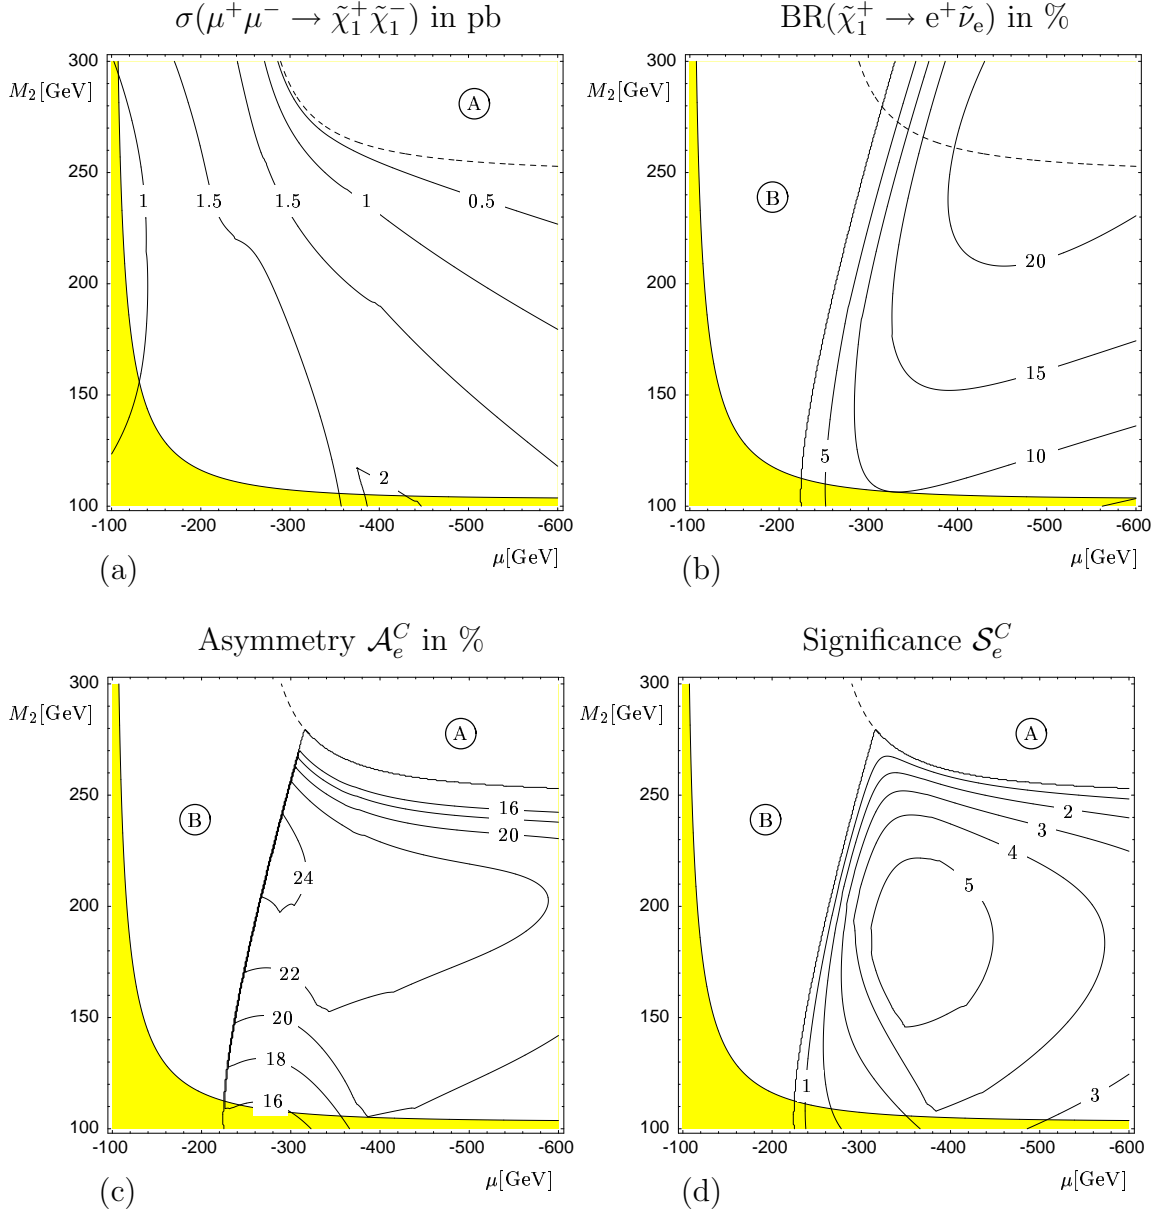 σ(μ⁺μ⁻ → χ̃₁⁺χ̃₁⁻) in pb
300
M₂[GeV]
250
200
150
100
A
1
1.5
1.5
1
0.5
2
-100 -200 -300 -400 -500 -600
μ[GeV]
(a)
BR(χ̃₁⁺ → e⁺ν̃ₑ) in %
300
M₂[GeV]
250
200
150
100
B
20
15
10
5
-100 -200 -300 -400 -500 -600
μ[GeV]
(b)
Asymmetry 𝒜ₑᶜ in %
300
M₂[GeV]
250
200
150
100
A
B
16
20
24
22
20
18
16
-100 -200 -300 -400 -500 -600
μ[GeV]
(c)
Significance 𝒮ₑᶜ
300
M₂[GeV]
250
200
150
100
A
B
2
3
4
5
1
3
-100 -200 -300 -400 -500 -600
μ[GeV]
(d)